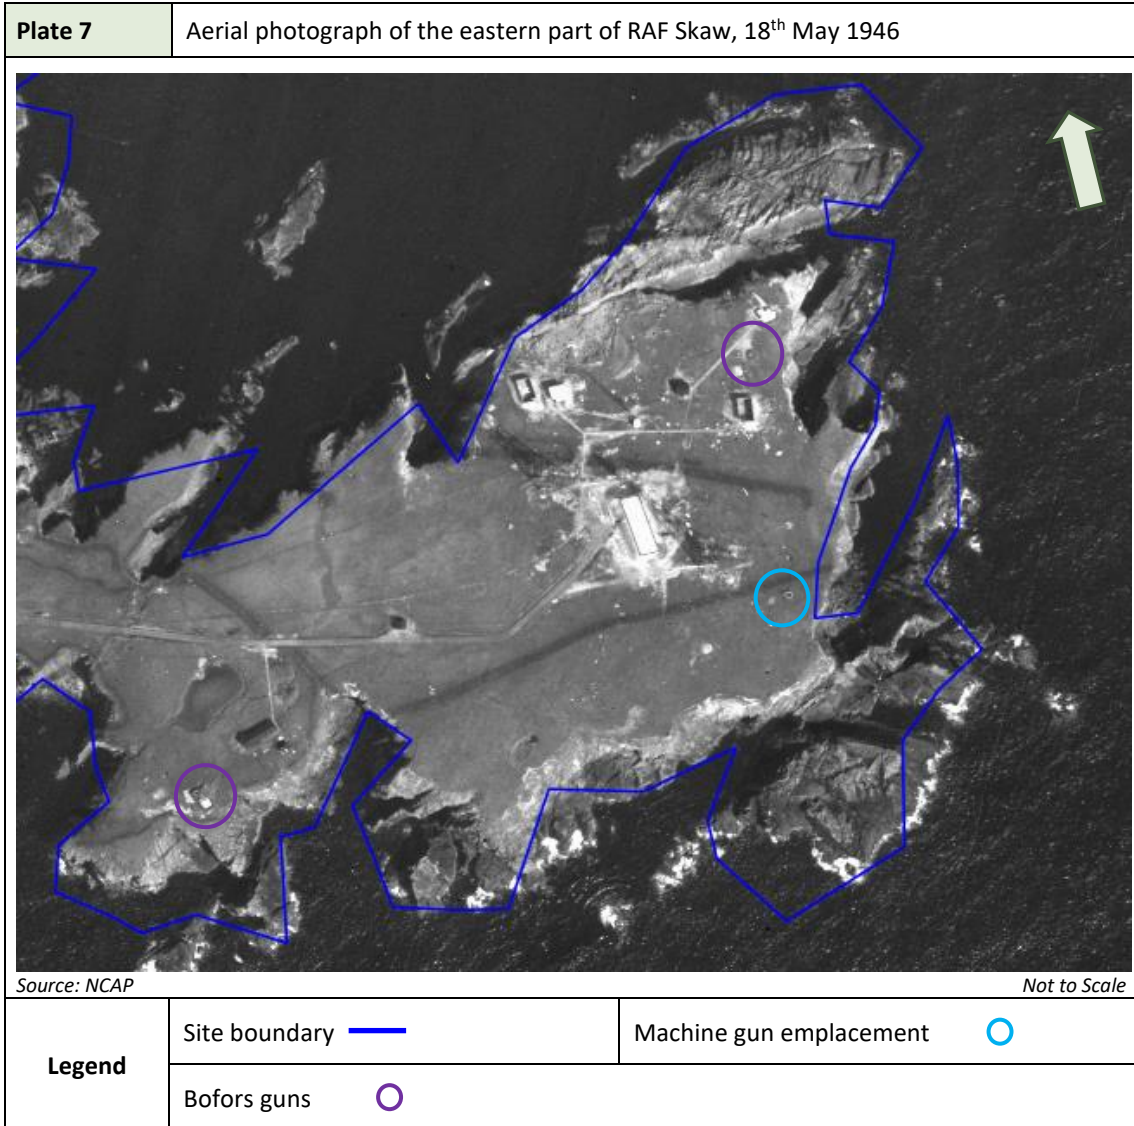 Plate 7
Aerial photograph of the eastern part of RAF Skaw, 18th May 1946
Source: NCAP
Not to Scale
Legend
Site boundary
Machine gun emplacement
Bofors guns